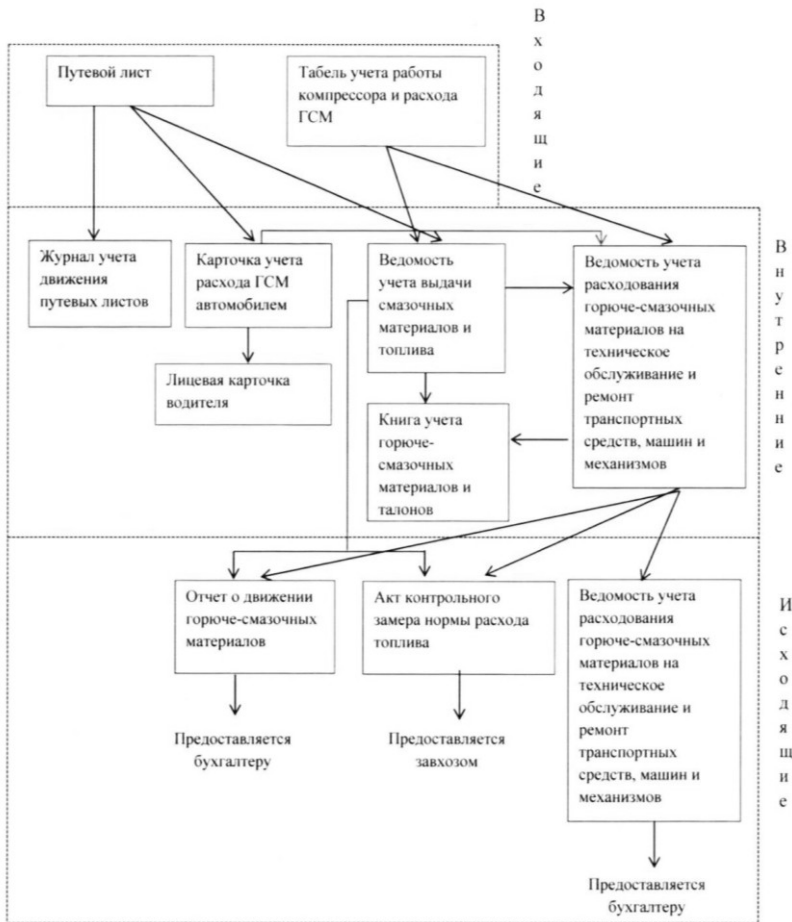 Входящие
Путевой лист
Табель учета работы
компрессора и расхода
ГСМ
Внутренние
Журнал учета
движения
путевых листов
Карточка учета
расхода ГСМ
автомобилем
Ведомость
учета выдачи
смазочных
материалов и
топлива
Ведомость учета
расходования
горюче-смазочных
материалов на
техническое
обслуживание и
ремонт
транспортных
средств, машин и
механизмов
Лицевая карточка
водителя
Книга учета
горюче-
смазочных
материалов и
талонов
Исходящие
Отчет о движении
горюче-смазочных
материалов
Акт контрольного
замера нормы расхода
топлива
Ведомость учета
расходования
горюче-смазочных
материалов на
техническое
обслуживание и
ремонт
транспортных
средств, машин и
механизмов
Предоставляется
бухгалтеру
Предоставляется
завхозом
Предоставляется
бухгалтеру